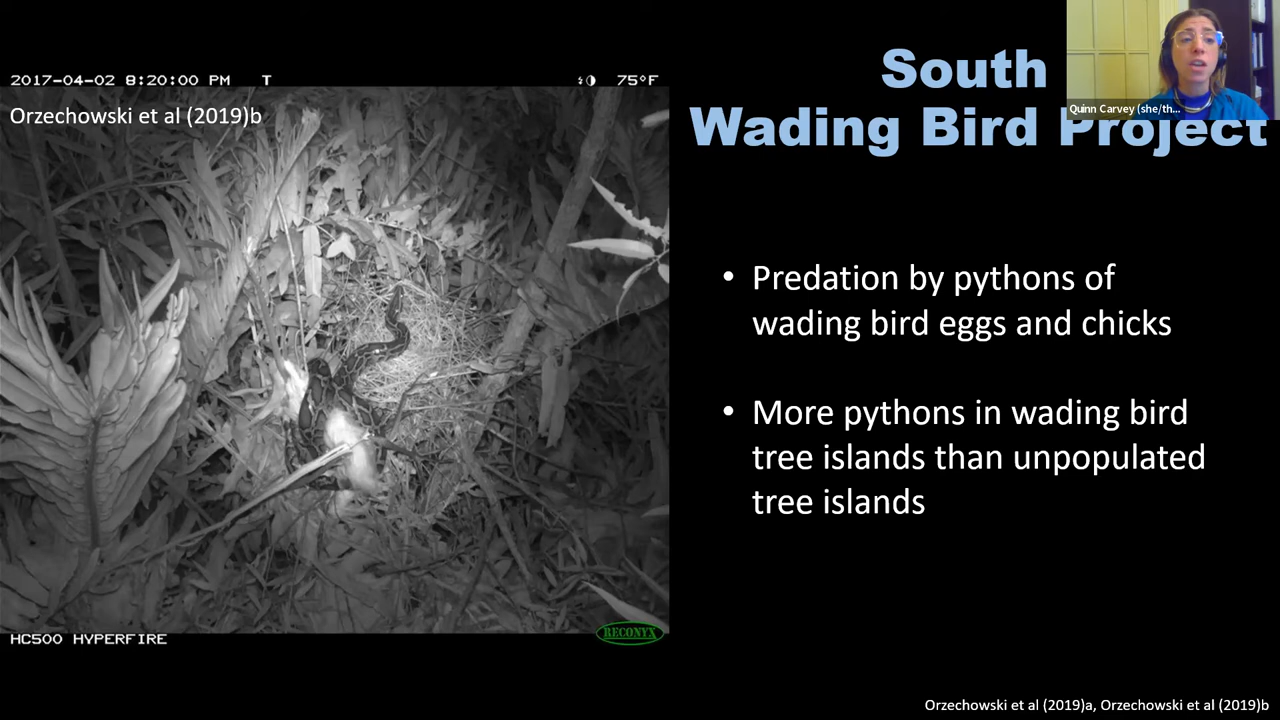 2017-04-02 8:20:00 PM T 75°F
Orzechowski et al (2019)b
South
Wading Bird Project
Quinn Carvey (she/th...
• Predation by pythons of
wading bird eggs and chicks
• More pythons in wading bird
tree islands than unpopulated
tree islands
HC500 HYPERFIRE
RECONYX
Orzechowski et al (2019)a, Orzechowski et al (2019)b